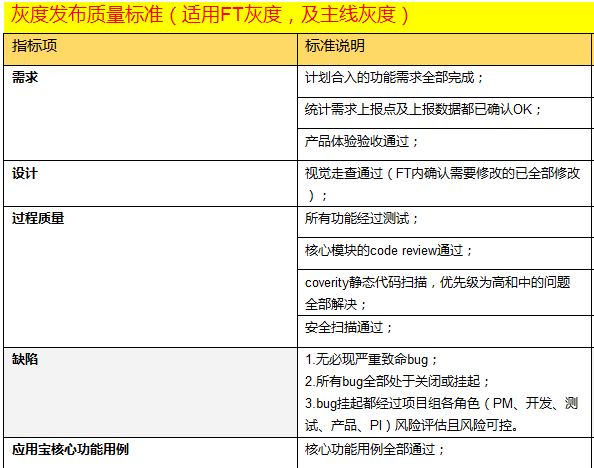 灰度发布质量标准（适用FT灰度，及主线灰度）
指标项
标准说明
需求
计划合入的功能需求全部完成；
统计需求上报点及上报数据都已确认OK；
产品体验验收通过；
设计
视觉走查通过（FT内确认需要修改的已全部修改
）；
过程质量
所有功能经过测试；
核心模块的code review通过；
coverity静态代码扫描，优先级为高和中的问题
全部解决；
安全扫描通过；
缺陷
1.无必现严重致命bug；
2.所有bug全部处于关闭或挂起；
3.bug挂起都经过项目组各角色（PM、开发、测
试、产品、PI）风险评估且风险可控。
应用宝核心功能用例
核心功能用例全部通过；